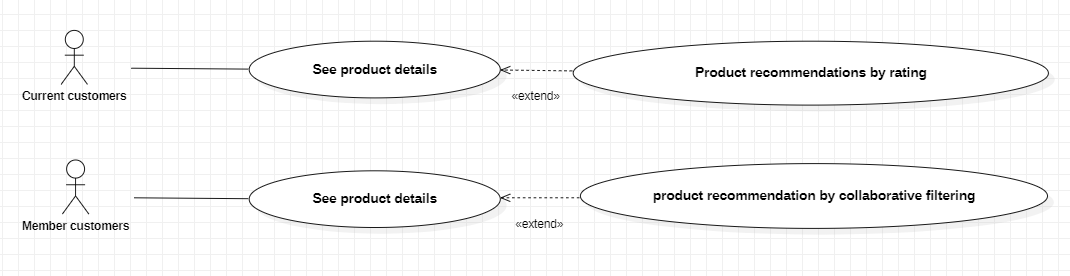 See product details
Product recommendations by rating
Current customers
«extend»
See product details
product recommendation by collaborative filtering
Member customers
«extend»